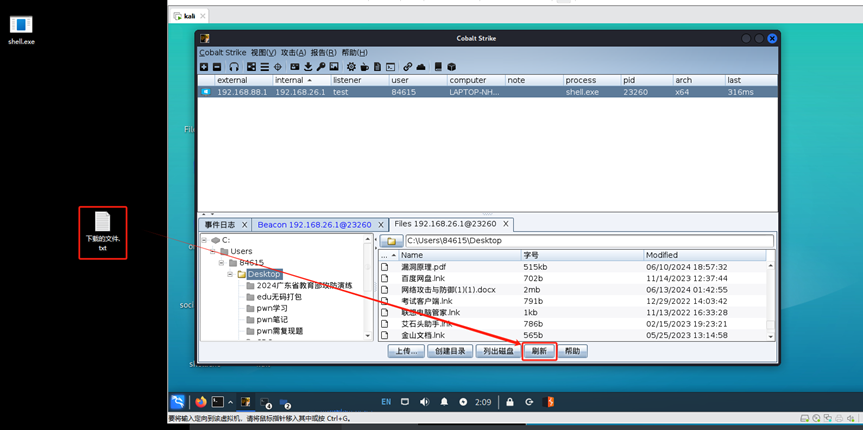 kali
shell.exe
Cobalt Strike
Cobalt Strike 视图(V) 攻击(A) 报告(R) 帮助(H)
external internal listener user computer note process pid arch last
192.168.88.1 192.168.26.1 test 84615 LAPTOP-NH... shell.exe 23260 x64 316ms
File
下载的文件.
txt
事件日志 X Beacon 192.168.26.1@23260 X Files 192.168.26.1@23260 X
C:
Users
84615
Desktop
2024广东省教育部攻防演练
edu无码打包
pwn学习
pwn笔记
pwn需复现题
C:\Users\84615\Desktop
... Name 字号 Modified
漏洞原理.pdf 515kb 06/10/2024 18:57:32
百度网盘.lnk 702b 11/14/2023 12:37:44
网络攻击与防御(1)(1).docx 2mb 06/13/2024 01:42:55
考试客户端.lnk 791b 12/29/2022 14:03:42
联想电脑管家.lnk 1kb 11/13/2022 16:33:28
艾石头助手.lnk 786b 02/15/2023 19:23:21
金山文档.lnk 565b 05/25/2023 13:14:58
上传... 创建目录 列出磁盘 刷新 帮助
soci
EN 2:09
4
2
要将输入定向到该虚拟机，请将鼠标指针移入其中或按 Ctrl+G。